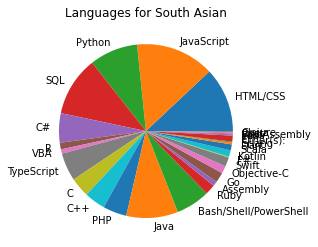 Languages for South Asian
JavaScript
Python
HTML/CSS
SQL
C#
R
VBA
TypeScript
C
C++
PHP
Java
Bash/Shell/PowerShell
Ruby
Assembly
Go
Objective-C
Swift
Kotlin
Scala